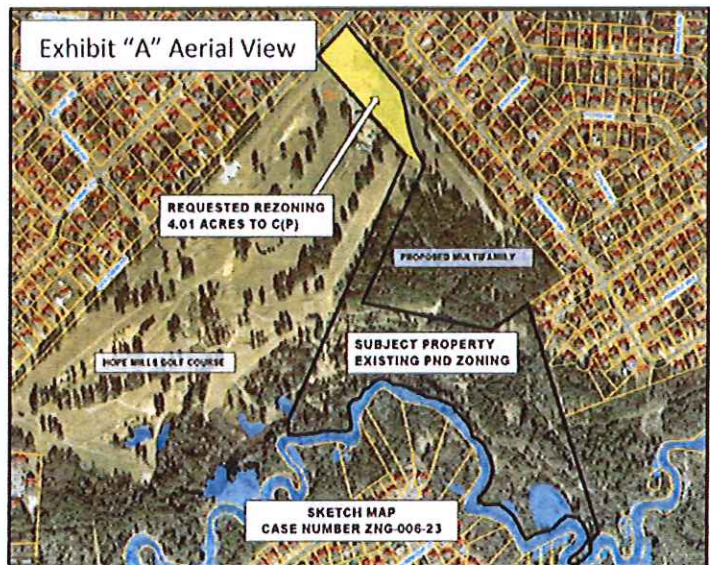 Exhibit "A" Aerial View
REQUESTED REZONING
4.01 ACRES TO C(P)
PROPOSED MULTIFAMILY
SUBJECT PROPERTY
EXISTING PND ZONING
HOPE MILLS GOLF COURSE
SKETCH MAP
CASE NUMBER ZNG-006-23